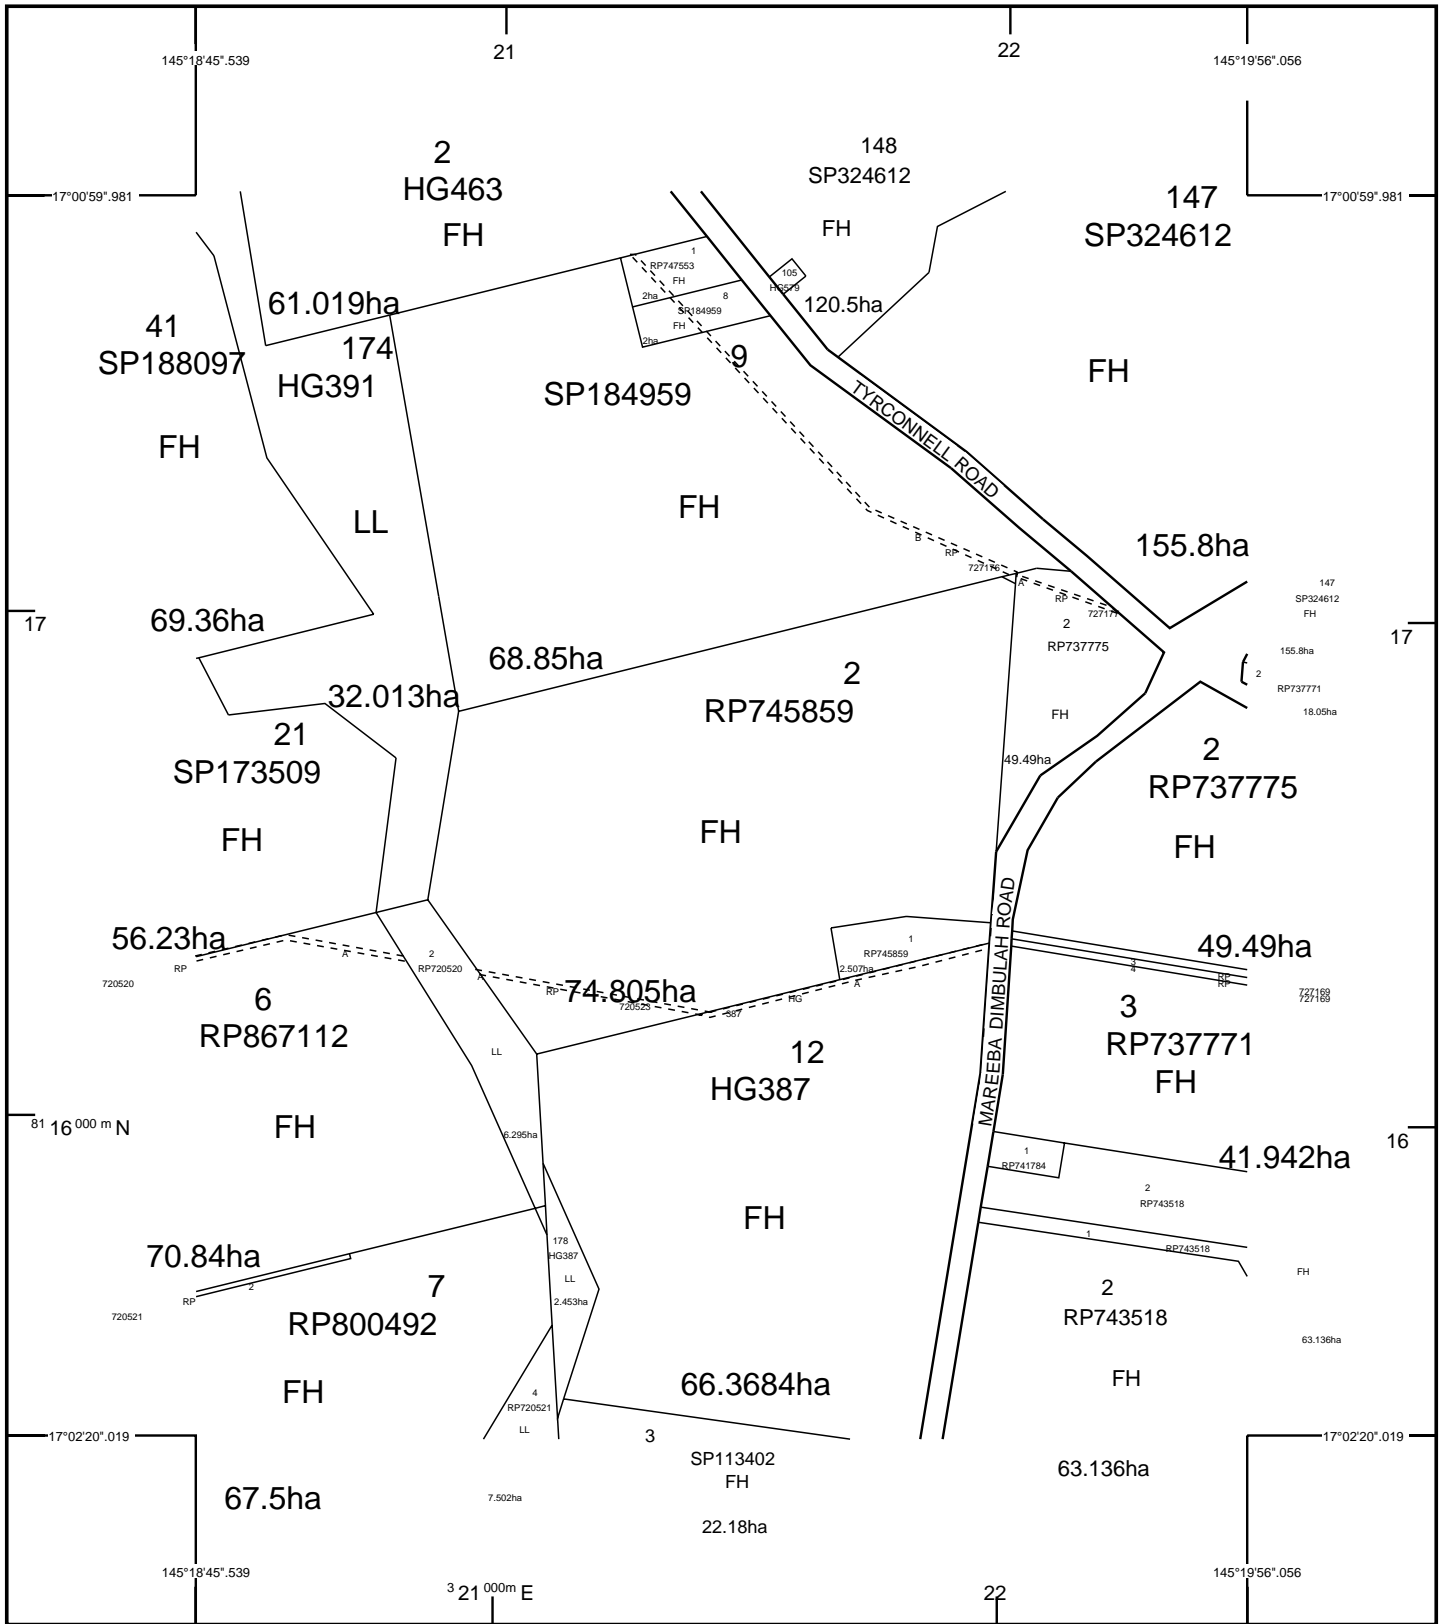 21
22
145°18'45".539
145°19'56".056
2
HG463
FH
148
SP324612
FH
120.5ha
147
SP324612
FH
155.8ha
17°00'59".981
17°00'59".981
1
RP747553
FH
2ha
8
SP184959
FH
2ha
105
HG579
61.019ha
41
SP188097
FH
69.36ha
174
HG391
LL
32.013ha
9
SP184959
FH
68.85ha
TYRCONNELL ROAD
B
RP
727176
A
RP
727177
147
SP324612
FH
155.8ha
2
RP737771
18.05ha
17
17
2
RP737775
FH
49.49ha
2
RP745859
FH
74.805ha
21
SP173509
FH
56.23ha
2
RP737775
FH
49.49ha
MAREEBA DIMBULAH ROAD
1
RP745859
2.507ha
A
RP
720520
A
2
RP720520
LL
6.295ha
A
RP
720523
387
HG
A
3
4
RP
RP
727169
727169
6
RP867112
FH
70.84ha
12
HG387
FH
66.3684ha
3
RP737771
FH
41.942ha
81 16 000 m N
16
1
RP741784
2
RP743518
1
RP743518
FH
63.136ha
178
HG387
LL
2.453ha
2
RP
720521
7
RP800492
FH
67.5ha
2
RP743518
FH
63.136ha
4
RP720521
LL
7.502ha
3
SP113402
FH
22.18ha
17°02'20".019
17°02'20".019
145°18'45".539
145°19'56".056
3 21 000m E
22